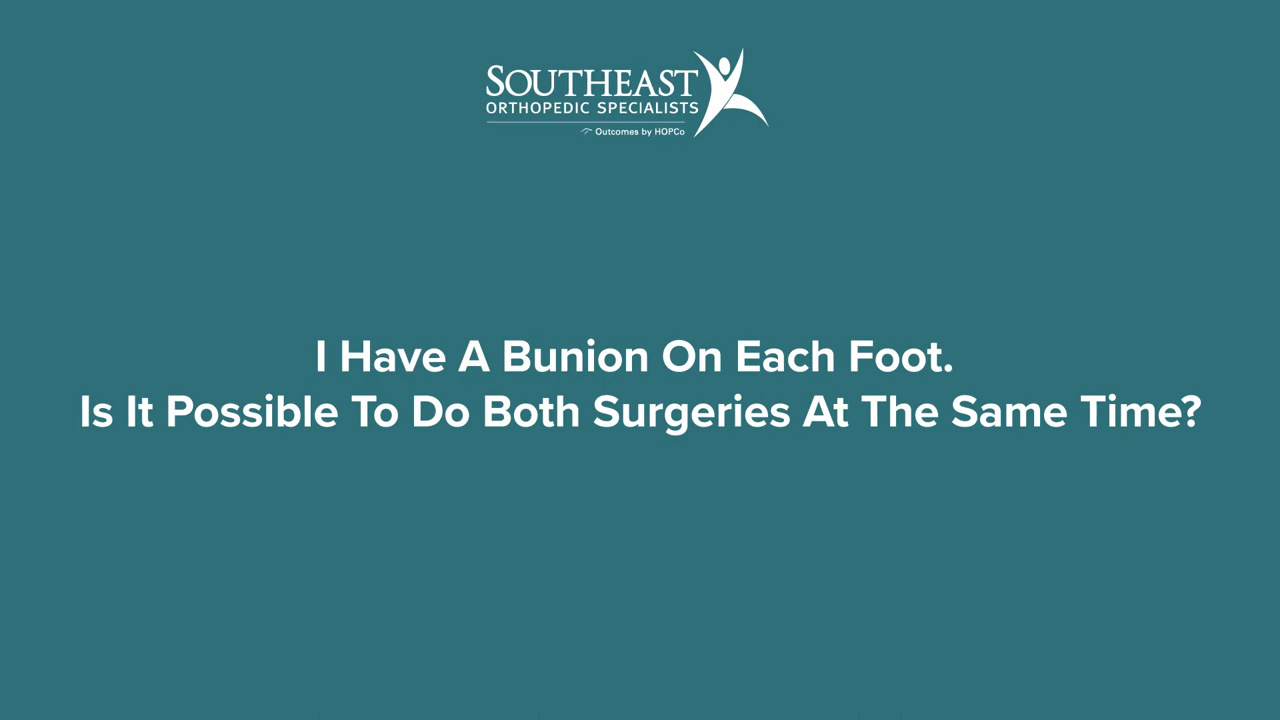 SOUTHEAST
ORTHOPEDIC SPECIALISTS
Outcomes by HOPCo
I Have A Bunion On Each Foot.
Is It Possible To Do Both Surgeries At The Same Time?